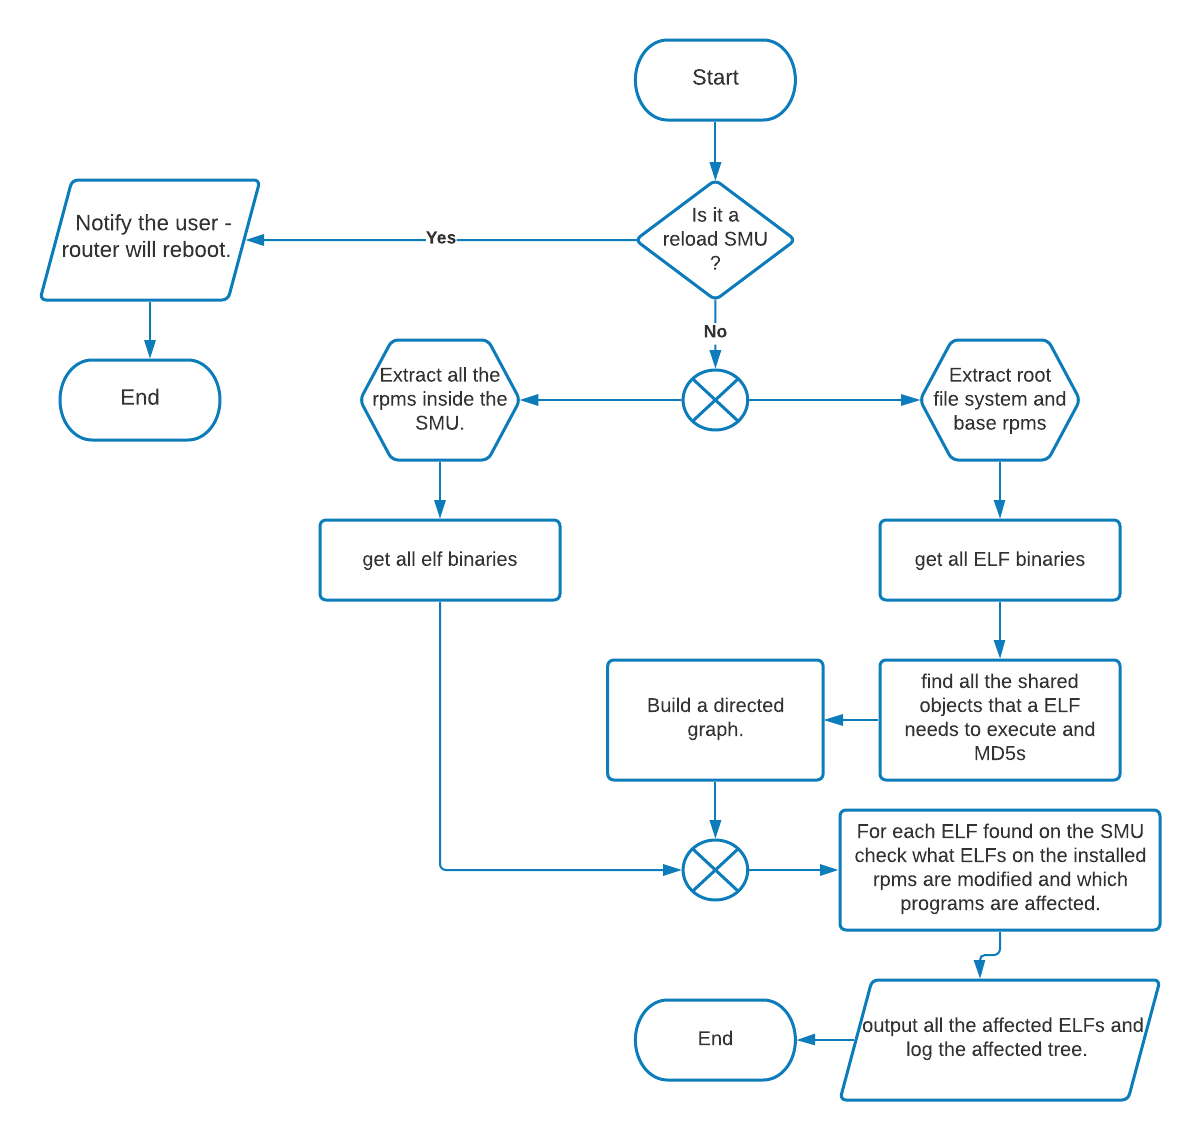 Start
Is it a
reload SMU
?
Yes
Notify the user -
router will reboot.
End
No
Extract all the
rpms inside the
SMU.
Extract root
file system and
base rpms
get all elf binaries
get all ELF binaries
find all the shared
objects that a ELF
needs to execute and
MD5s
Build a directed
graph.
For each ELF found on the SMU
check what ELFs on the installed
rpms are modified and which
programs are affected.
output all the affected ELFs and
log the affected tree.
End